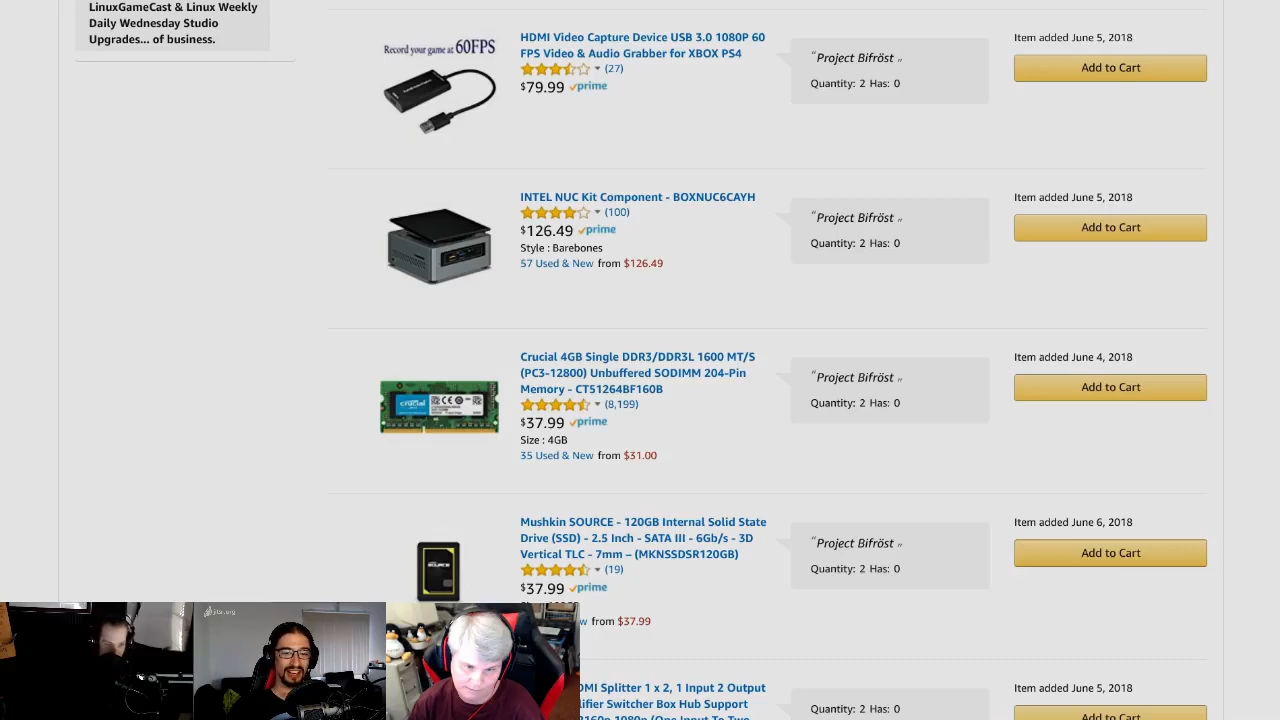 LinuxGameCast & Linux Weekly
Daily Wednesday Studio
Upgrades... of business.
Record your game at 60FPS
HDMI Video Capture Device USB 3.0 1080P 60
FPS Video & Audio Grabber for XBOX PS4
(27)
$79.99 prime
"Project Bifröst"
Quantity: 2 Has: 0
Item added June 5, 2018
Add to Cart
INTEL NUC Kit Component - BOXNUC6CAYH
(100)
$126.49 prime
Style : Barebones
57 Used & New from $126.49
"Project Bifröst"
Quantity: 2 Has: 0
Item added June 5, 2018
Add to Cart
crucial
Crucial 4GB Single DDR3/DDR3L 1600 MT/S
(PC3-12800) Unbuffered SODIMM 204-Pin
Memory - CT51264BF160B
(8,199)
$37.99 prime
Size : 4GB
35 Used & New from $31.00
"Project Bifröst"
Quantity: 2 Has: 0
Item added June 4, 2018
Add to Cart
SOURCE
Mushkin SOURCE - 120GB Internal Solid State
Drive (SSD) - 2.5 Inch - SATA III - 6Gb/s - 3D
Vertical TLC - 7mm – (MKNSSDSR120GB)
(19)
$37.99 prime
w from $37.99
"Project Bifröst"
Quantity: 2 Has: 0
Item added June 6, 2018
Add to Cart
DMI Splitter 1 x 2, 1 Input 2 Output
lifier Switcher Box Hub Support
2160p 1080p (One Input To Two
Quantity: 2 Has: 0
Item added June 5, 2018
Add to Cart